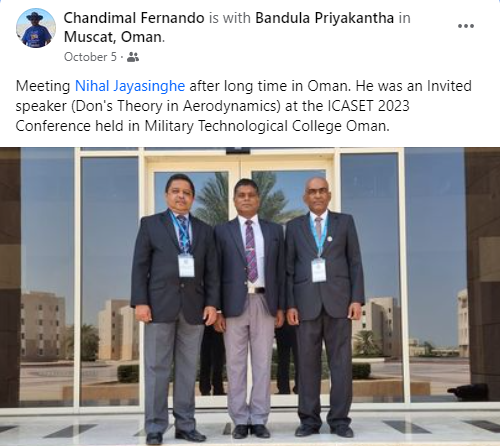 Chandimal Fernando is with Bandula Priyakantha in
Muscat, Oman.
October 5 ·
Meeting Nihal Jayasinghe after long time in Oman. He was an Invited
speaker (Don's Theory in Aerodynamics) at the ICASET 2023
Conference held in Military Technological College Oman.